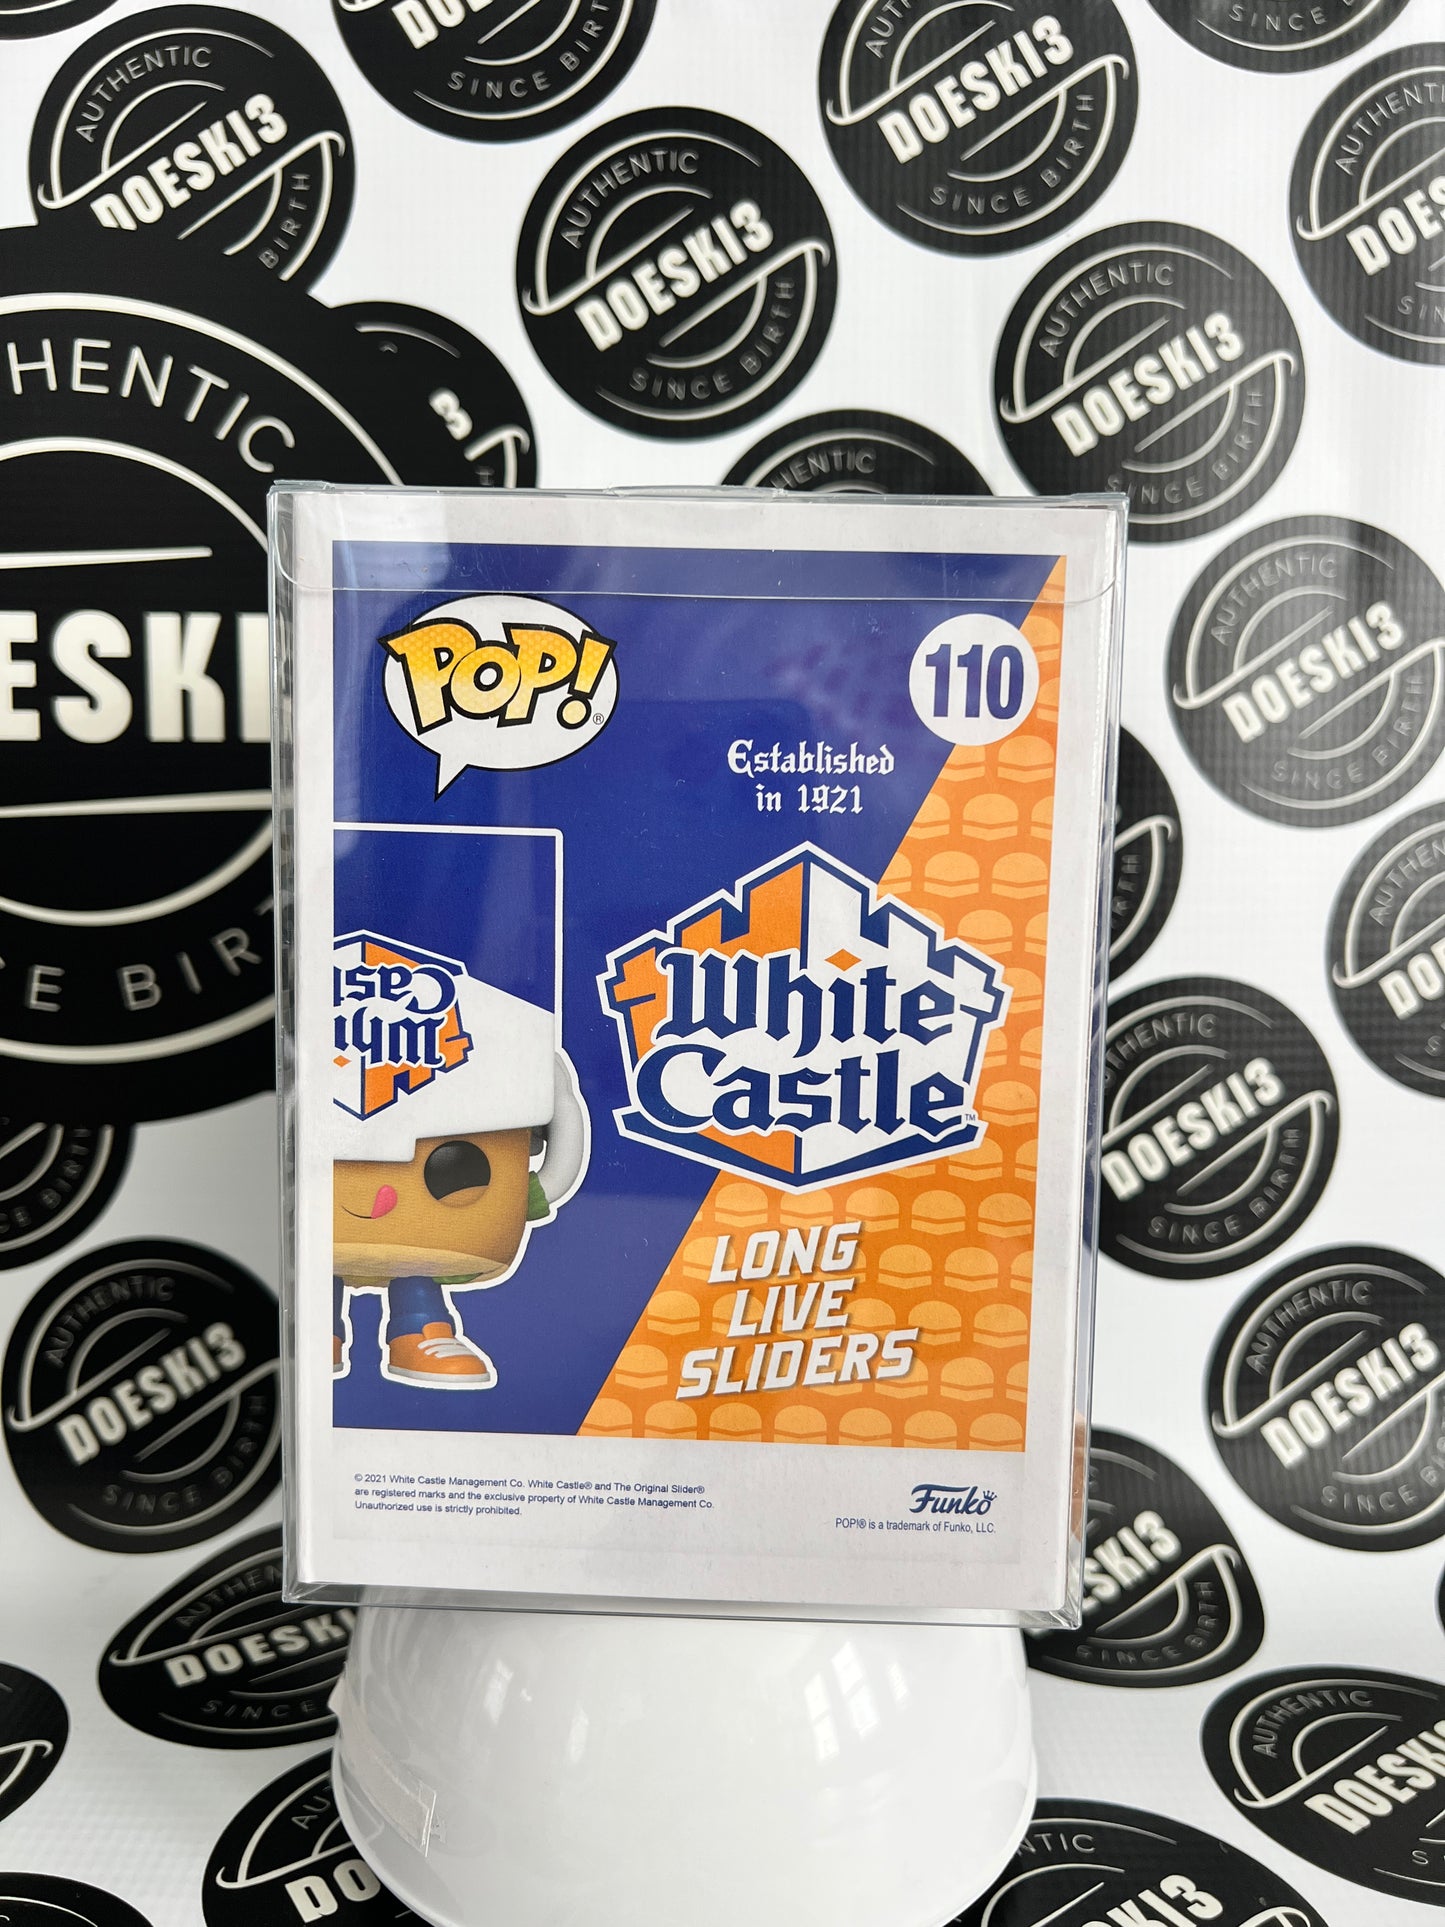 AUTHENTIC
DOESKI3
SINCE BIRTH
POP!®
110
Established
in 1921
White
Castle™
LONG
LIVE
SLIDERS
© 2021 White Castle Management Co. White Castle® and The Original Slider®
are registered marks and the exclusive property of White Castle Management Co.
Unauthorized use is strictly prohibited.
Funko
POP!® is a trademark of Funko, LLC.